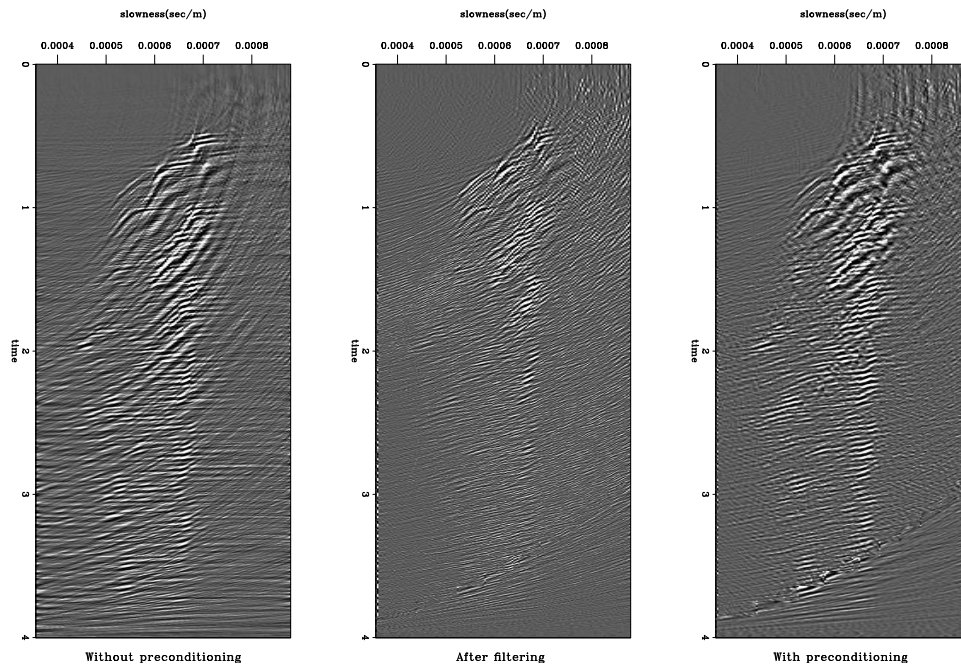 slowness(sec/m) slowness(sec/m) slowness(sec/m)
0.0004 0.0005 0.0006 0.0007 0.0008 0.0004 0.0005 0.0006 0.0007 0.0008 0.0004 0.0005 0.0006 0.0007 0.0008
0 0 0
1 1 1
2 2 2
time time time
3 3 3
4 4 4
Without preconditioning After filtering With preconditioning